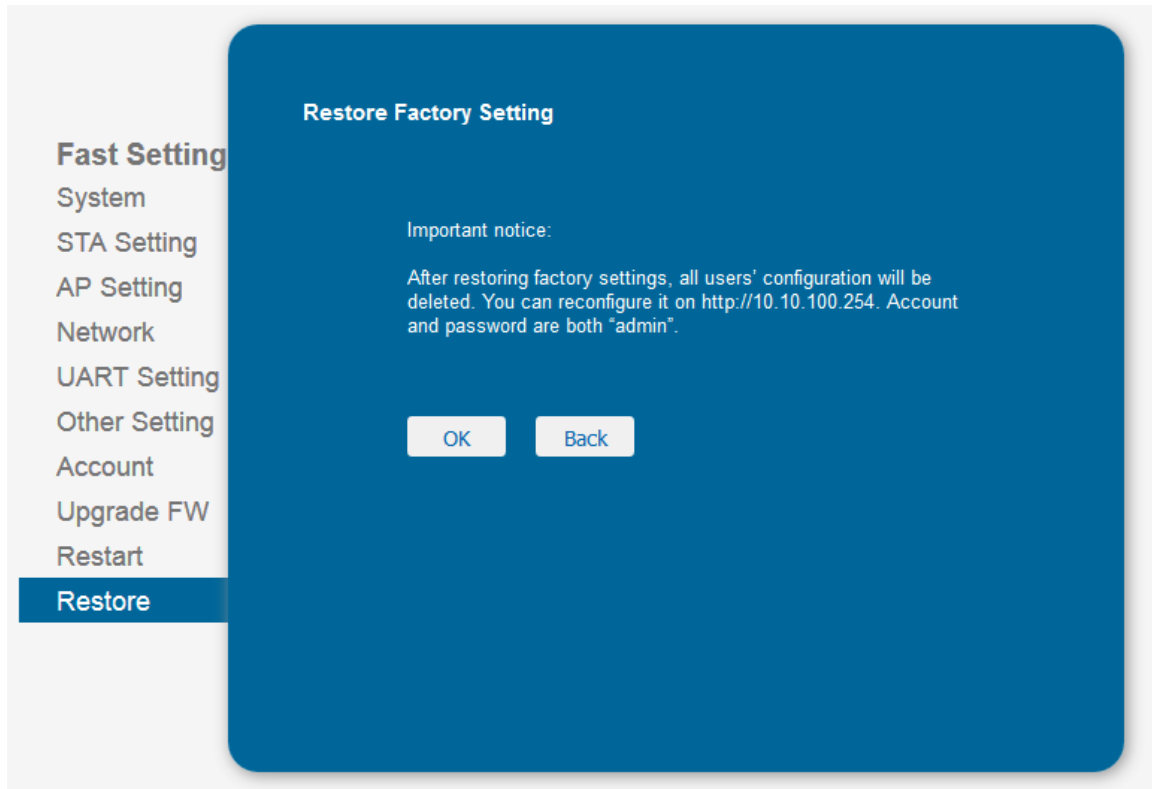 Fast Setting
System
STA Setting
AP Setting
Network
UART Setting
Other Setting
Account
Upgrade FW
Restart
Restore
Restore Factory Setting
Important notice:
After restoring factory settings, all users’ configuration will be
deleted. You can reconfigure it on http://10.10.100.254. Account
and password are both “admin”.
OK
Back